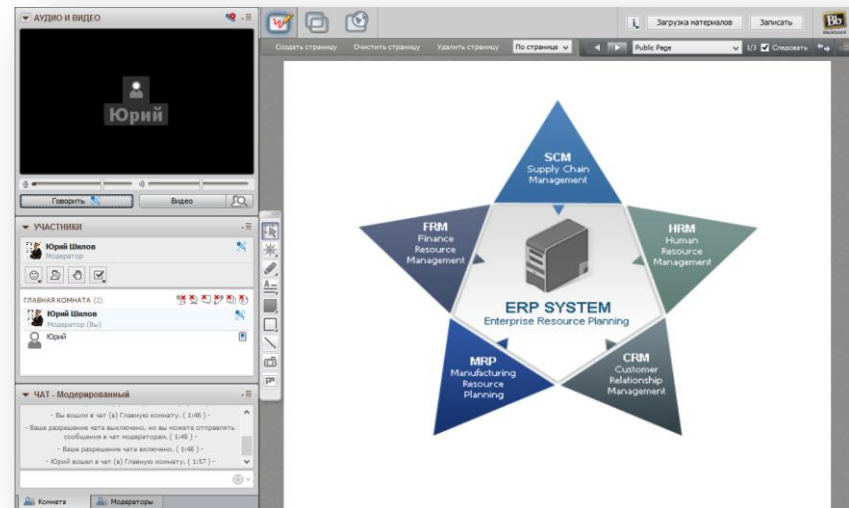 АУДИО И ВИДЕО
Юрий
Говорить
Видео
УЧАСТНИКИ
Юрий Шилов
Модератор
ГЛАВНАЯ КОМНАТА (2)
Юрий Шилов
Модератор (Вы)
Юрий
ЧАТ - Модерированный
- Вы вошли в чат (в) Главную комнату. ( 1:48 ) -
- Ваше разрешение чата выключено, но вы можете отправлять
сообщения в чат модераторам. ( 1:48 ) -
- Ваше разрешение чата включено. ( 1:48 ) -
- Юрий вошел в чат (в) Главную комнату. ( 1:57 ) -
Комната
Модераторы
Загрузка материалов
Записать
Bb
Blackboard
Создать страницу
Очистить страницу
Удалить страницу
По странице
Public Page
1/3
Следовать
SCM
Supply Chain
Management
FRM
Finance
Resource
Management
HRM
Human
Resource
Management
ERP SYSTEM
Enterprise Resource Planning
MRP
Manufacturing
Resource
Planning
CRM
Customer
Relationship
Management